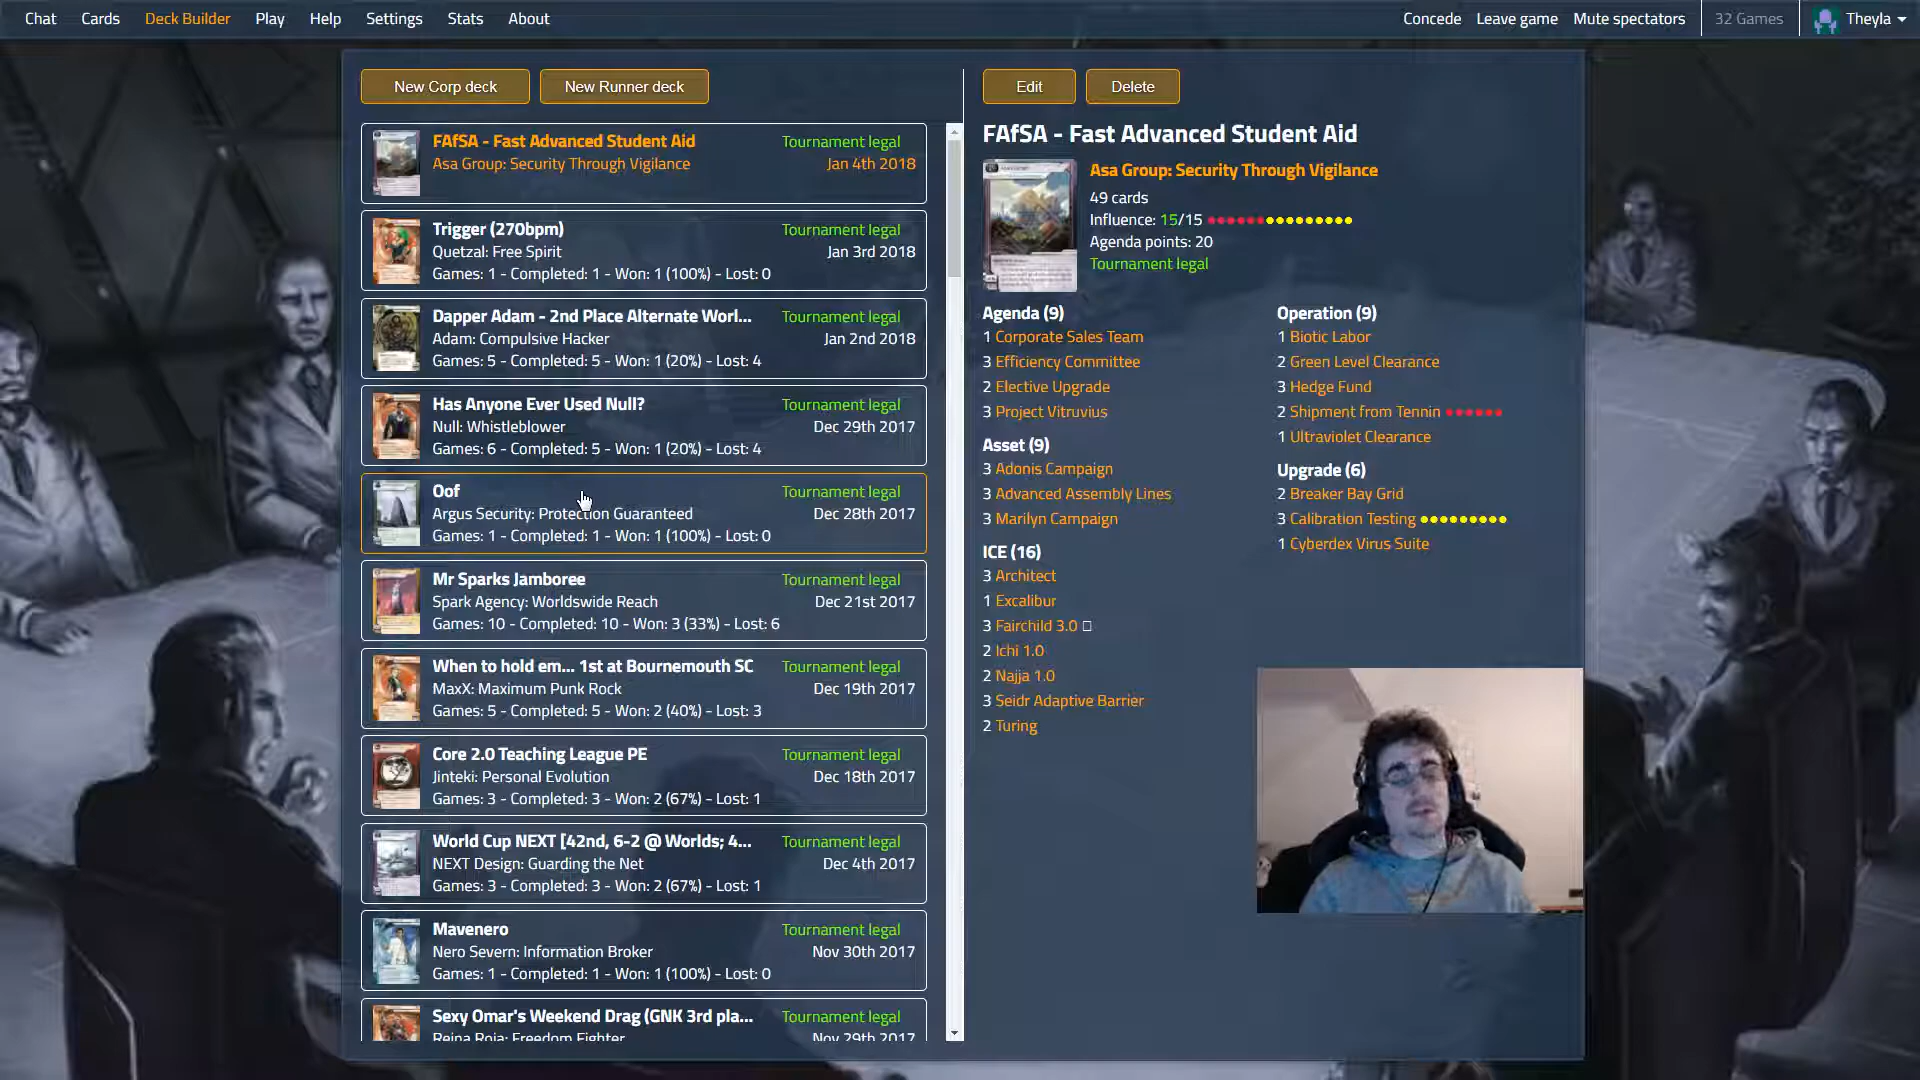 Chat Cards Deck Builder Play Help Settings Stats About
Concede Leave game Mute spectators 32 Games Theyla
New Corp deck New Runner deck
FAfSA - Fast Advanced Student Aid Tournament legal
Asa Group: Security Through Vigilance Jan 4th 2018
Trigger (270bpm) Tournament legal
Quetzal: Free Spirit Jan 3rd 2018
Games: 1 - Completed: 1 - Won: 1 (100%) - Lost: 0
Dapper Adam - 2nd Place Alternate Worl... Tournament legal
Adam: Compulsive Hacker Jan 2nd 2018
Games: 5 - Completed: 5 - Won: 1 (20%) - Lost: 4
Has Anyone Ever Used Null? Tournament legal
Null: Whistleblower Dec 29th 2017
Games: 6 - Completed: 5 - Won: 1 (20%) - Lost: 4
Oof Tournament legal
Argus Security: Protection Guaranteed Dec 28th 2017
Games: 1 - Completed: 1 - Won: 1 (100%) - Lost: 0
Mr Sparks Jamboree Tournament legal
Spark Agency: Worldwide Reach Dec 21st 2017
Games: 10 - Completed: 10 - Won: 3 (33%) - Lost: 6
When to hold em... 1st at Bournemouth SC Tournament legal
MaxX: Maximum Punk Rock Dec 19th 2017
Games: 5 - Completed: 5 - Won: 2 (40%) - Lost: 3
Core 2.0 Teaching League PE Tournament legal
Jinteki: Personal Evolution Dec 18th 2017
Games: 3 - Completed: 3 - Won: 2 (67%) - Lost: 1
World Cup NEXT [42nd, 6-2 @ Worlds; 4... Tournament legal
NEXT Design: Guarding the Net Dec 4th 2017
Games: 3 - Completed: 3 - Won: 2 (67%) - Lost: 1
Mavenero Tournament legal
Nero Severn: Information Broker Nov 30th 2017
Games: 1 - Completed: 1 - Won: 1 (100%) - Lost: 0
Sexy Omar's Weekend Drag (GNK 3rd pla... Tournament legal
Reina Roja: Freedom Fighter Nov 29th 2017
Edit Delete
FAfSA - Fast Advanced Student Aid
Asa Group: Security Through Vigilance
49 cards
Influence: 15/15
Agenda points: 20
Tournament legal
Agenda (9)
1 Corporate Sales Team
3 Efficiency Committee
2 Elective Upgrade
3 Project Vitruvius
Asset (9)
3 Adonis Campaign
3 Advanced Assembly Lines
3 Marilyn Campaign
ICE (16)
3 Architect
1 Excalibur
3 Fairchild 3.0
2 Ichi 1.0
2 Najja 1.0
3 Seidr Adaptive Barrier
2 Turing
Operation (9)
1 Biotic Labor
2 Green Level Clearance
3 Hedge Fund
2 Shipment from Tennin
1 Ultraviolet Clearance
Upgrade (6)
2 Breaker Bay Grid
3 Calibration Testing
1 Cyberdex Virus Suite